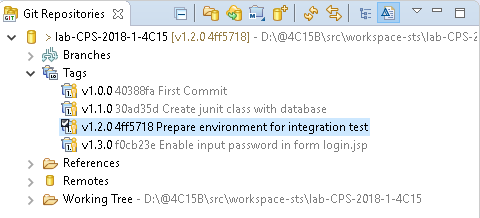 Git Repositories
> lab-CPS-2018-1-4C15 [v1.2.0 4ff5718] - D:\@4C15B\src\workspace-sts\lab-CPS-2
Branches
Tags
v1.0.0 40388fa First Commit
v1.1.0 30ad35d Create junit class with database
v1.2.0 4ff5718 Prepare environment for integration test
v1.3.0 f0cb23e Enable input password in form login.jsp
References
Remotes
Working Tree - D:\@4C15B\src\workspace-sts\lab-CPS-2018-1-4C15